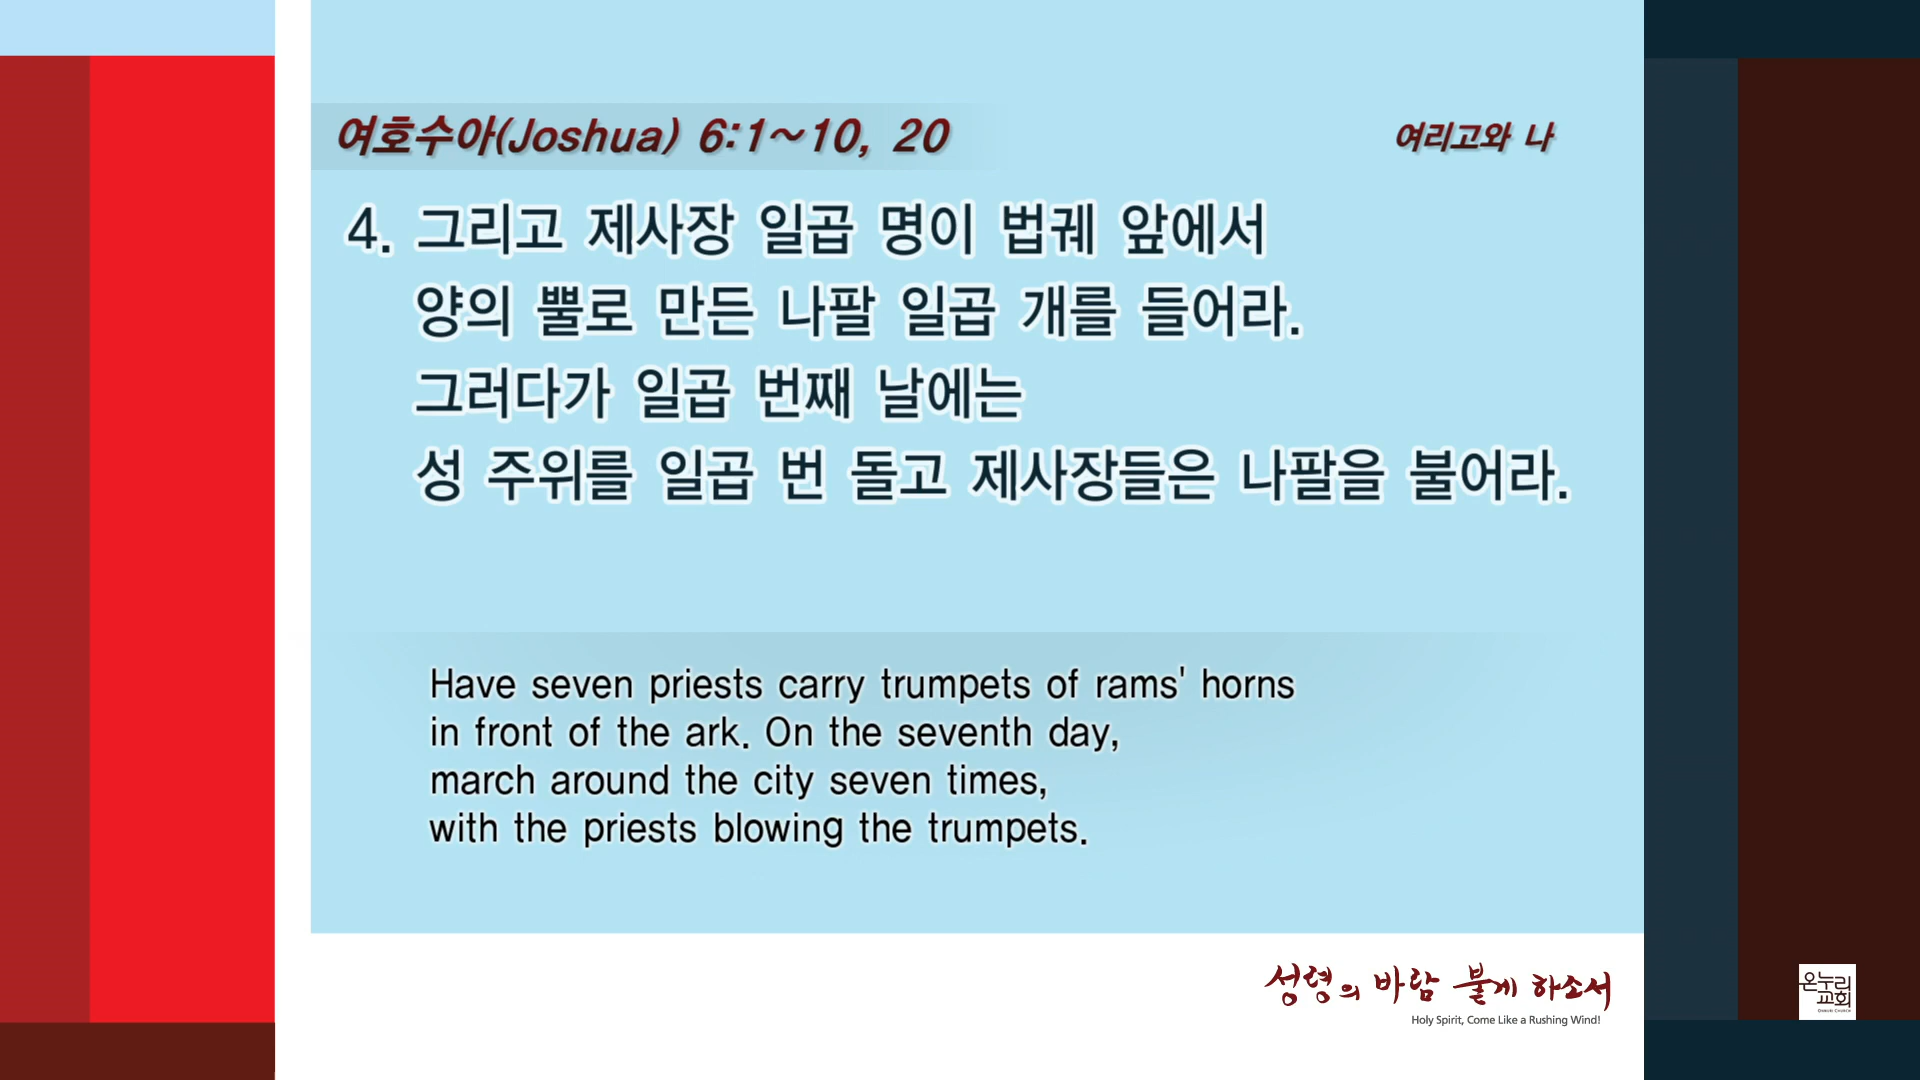 여호수아(Joshua) 6:1~10, 20
여리고와 나
4. 그리고 제사장 일곱 명이 법궤 앞에서
양의 뿔로 만든 나팔 일곱 개를 들어라.
그러다가 일곱 번째 날에는
성 주위를 일곱 번 돌고 제사장들은 나팔을 불어라.
Have seven priests carry trumpets of rams' horns
in front of the ark. On the seventh day,
march around the city seven times,
with the priests blowing the trumpets.
성령의 바람 불게 하소서
Holy Spirit, Come Like a Rushing Wind!
온누리
교회
ONNURI CHURCH